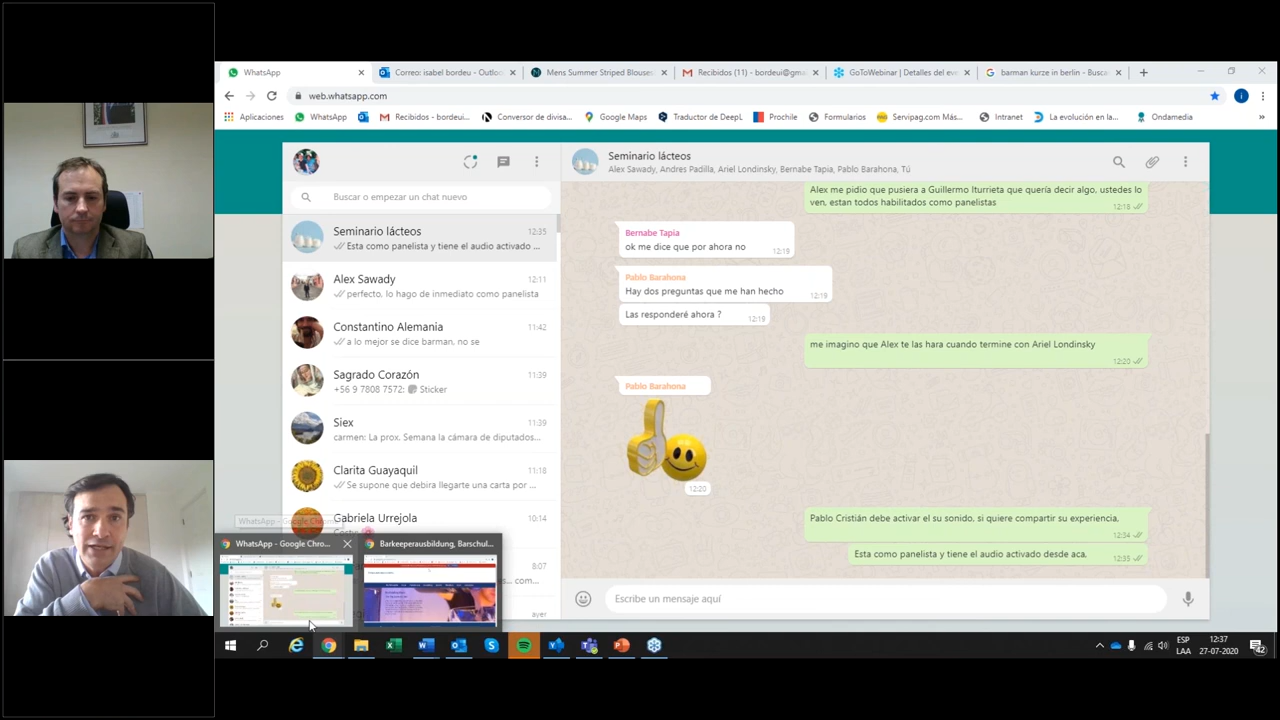 WhatsApp
Correo: isabel bordeu - Outloo
Mens Summer Striped Blouses
Recibidos (11) - bordeui@gma
GoToWebinar | Detalles del eve
barman kurze in berlin - Busca
web.whatsapp.com
Aplicaciones
WhatsApp
Recibidos - bordeui...
Conversor de divisa...
Google Maps
Traductor de DeepL
Prochile
Formularios
Servipag.com Más...
Intranet
La evolución en la...
Ondamedia
Buscar o empezar un chat nuevo
Seminario lácteos
12:35
Esta como panelista y tiene el audio activado ...
Alex Sawady
12:11
perfecto, lo hago de inmediato como panelista
Constantino Alemania
11:42
a lo mejor se dice barman, no se
Sagrado Corazón
11:39
+56 9 7808 7572: Sticker
Siex
11:39
carmen: La prox. Semana la cámara de diputados...
Clarita Guayaquil
11:18
Se supone que debira llegarte una carta por ...
Gabriela Urrejola
10:14
8:07
... com...
ayer
WhatsApp - Google Chro...
Barkeeperausbildung, Barschul...
Seminario lácteos
Alex Sawady, Andres Padilla, Ariel Londinsky, Bernabe Tapia, Pablo Barahona, Tú
Alex me pidio que pusiera a Guillermo Iturrieta que quería decir algo, ustedes lo
ven, estan todos habilitados como panelistas
12:18
Bernabe Tapia
ok me dice que por ahora no
12:19
Pablo Barahona
Hay dos preguntas que me han hecho
12:19
Las responderé ahora ?
12:19
me imagino que Alex te las hara cuando termine con Ariel Londinsky
12:20
Pablo Barahona
12:20
Pablo Cristián debe activar el su sonido, si quiere compartir su experiencia,
12:34
Esta como panelista y tiene el audio activado desde aca,
12:35
Escribe un mensaje aquí
ESP
LAA
12:37
27-07-2020
42